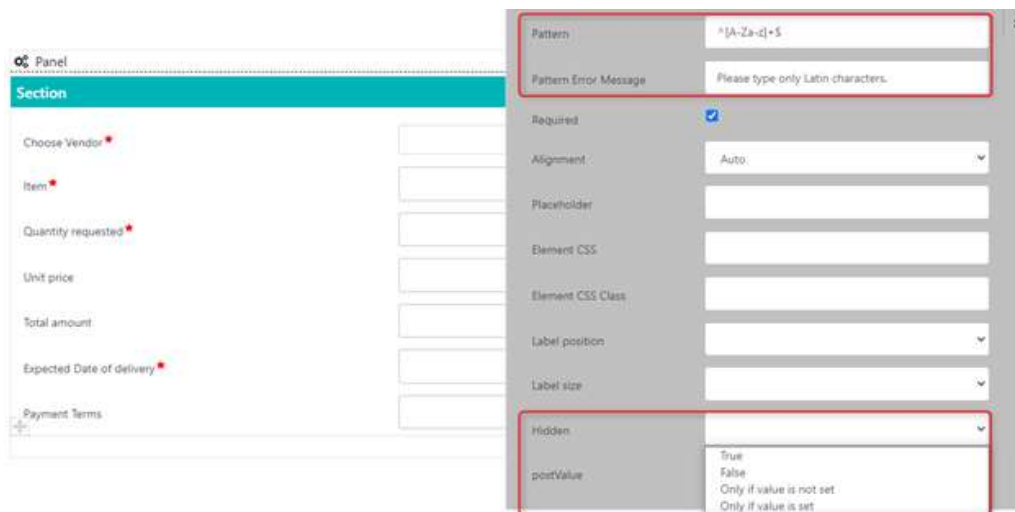 Panel
Section
Choose Vendor*
Item*
Quantity requested*
Unit price
Total amount
Expected Date of delivery*
Payment Terms
Pattern ^[A-Za-z]+$
Pattern Error Message Please type only Latin characters.
Required
Alignment Auto
Placeholder
Element CSS
Element CSS Class
Label position
Label size
Hidden
True
postValue False
Only if value is not set
Only if value is set